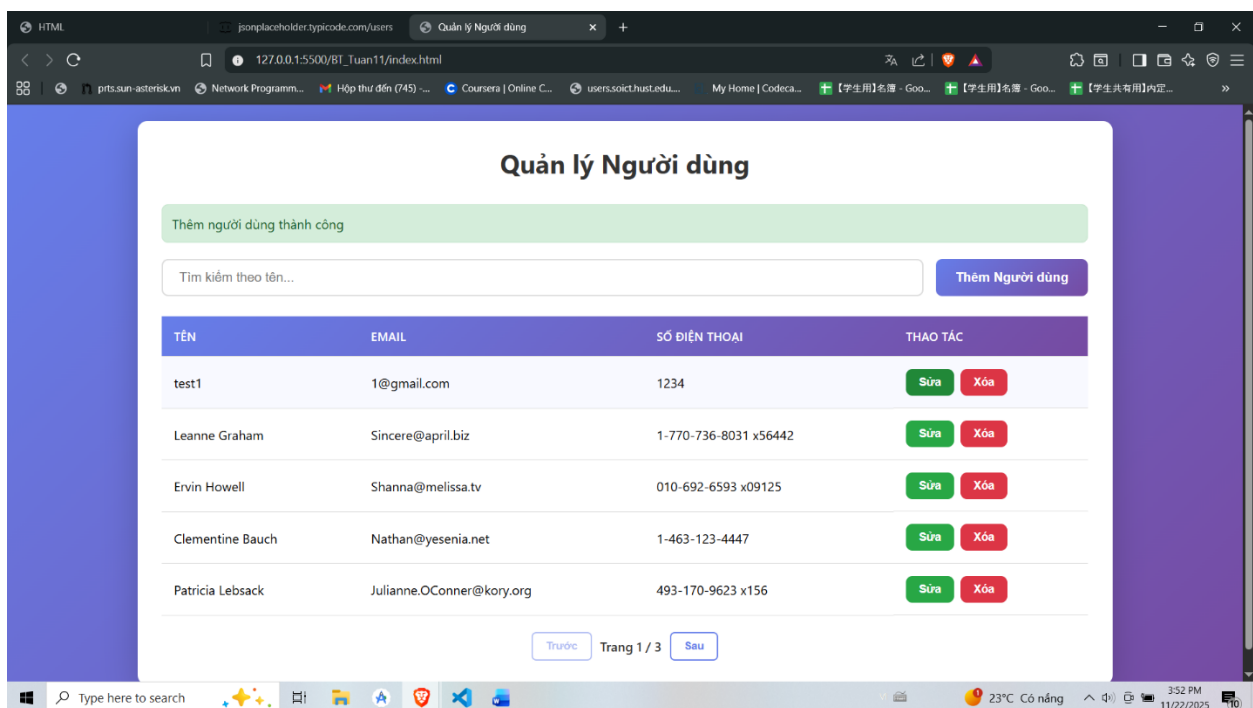 HTML jsonplaceholder.typicode.com/users Quản lý Người dùng
127.0.0.1:5500/BT_Tuan11/index.html
prts.sun-asterisk.vn Network Programm... Hộp thư đến (745) -... Coursera | Online C... users.soict.hust.edu.... My Home | Codeca... 【学生用】名簿 - Goo... 【学生用】名簿 - Goo... 【学生共有用】内定... »
Quản lý Người dùng
Thêm người dùng thành công
Tìm kiếm theo tên... Thêm Người dùng
TÊN EMAIL SỐ ĐIỆN THOẠI THAO TÁC
test1 1@gmail.com 1234 Sửa Xóa
Leanne Graham Sincere@april.biz 1-770-736-8031 x56442 Sửa Xóa
Ervin Howell Shanna@melissa.tv 010-692-6593 x09125 Sửa Xóa
Clementine Bauch Nathan@yesenia.net 1-463-123-4447 Sửa Xóa
Patricia Lebsack Julianne.OConner@kory.org 493-170-9623 x156 Sửa Xóa
Trước Trang 1 / 3 Sau
Type here to search 23°C Có nắng 3:52 PM
11/22/2025